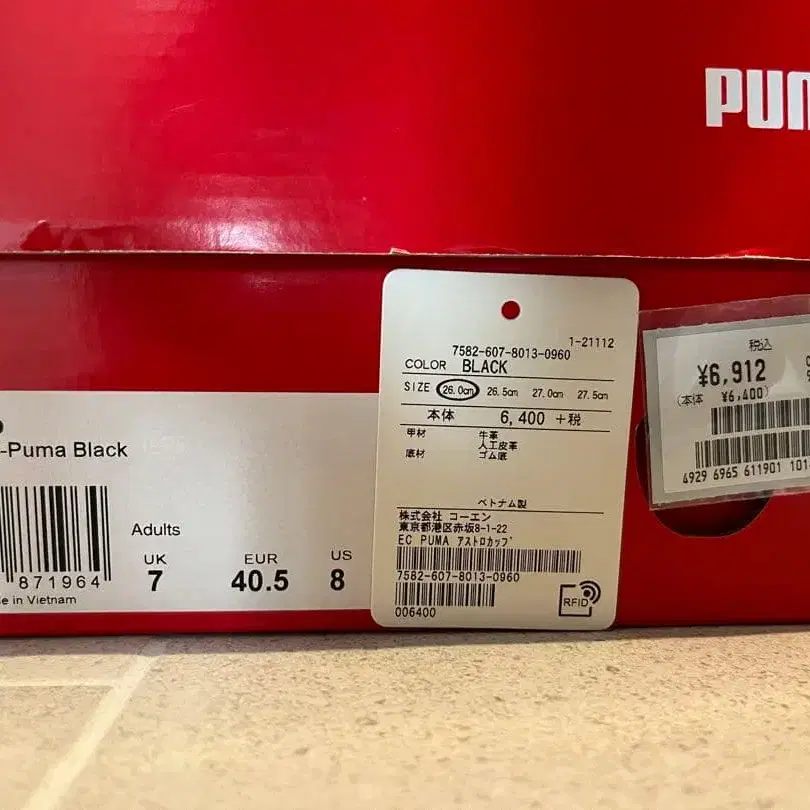 PUM
-Puma Black
871964
Adults
UK
EUR
US
7
40.5
8
in Vietnam
1-21112
7582-607-8013-0960
COLOR BLACK
SIZE 26.0cm 26.5cm 27.0cm 27.5cm
本体 6,400 +税
甲材 牛革
人工皮革
底材 ゴム底
ベトナム製
株式会社 コーエン
東京都港区赤坂8-1-22
EC PUMA アストロカップ
7582-607-8013-0960
006400
RFID
税込
¥6,912
(本体 ¥6,400)
4929 6965 611901 101